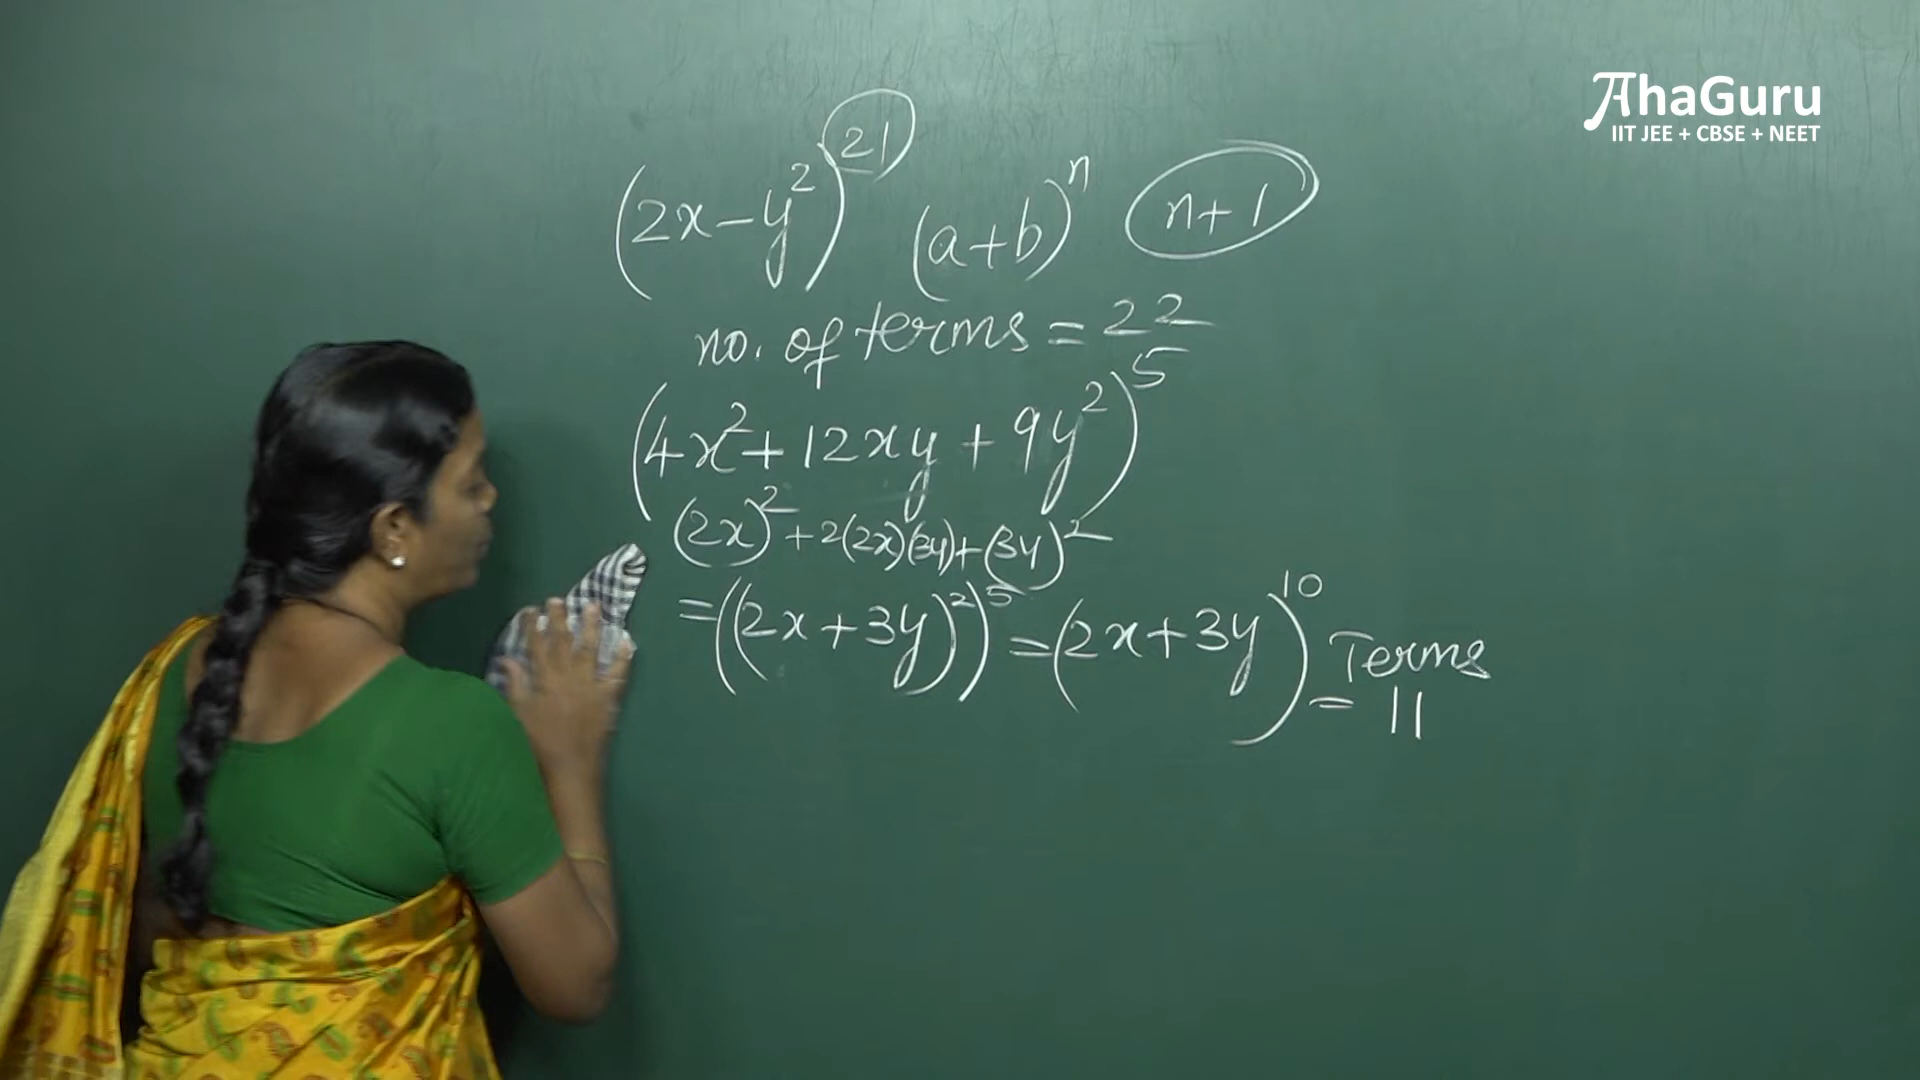 AhaGuru
IIT JEE + CBSE + NEET
(2x-y²)²¹ (a+b)ⁿ n+1
no. of terms = 22
(4x²+12xy+9y²)⁵
(2x)²+2(2x)(3y)+(3y)²
=((2x+3y)²)⁵=(2x+3y)¹⁰ Terms
= 11